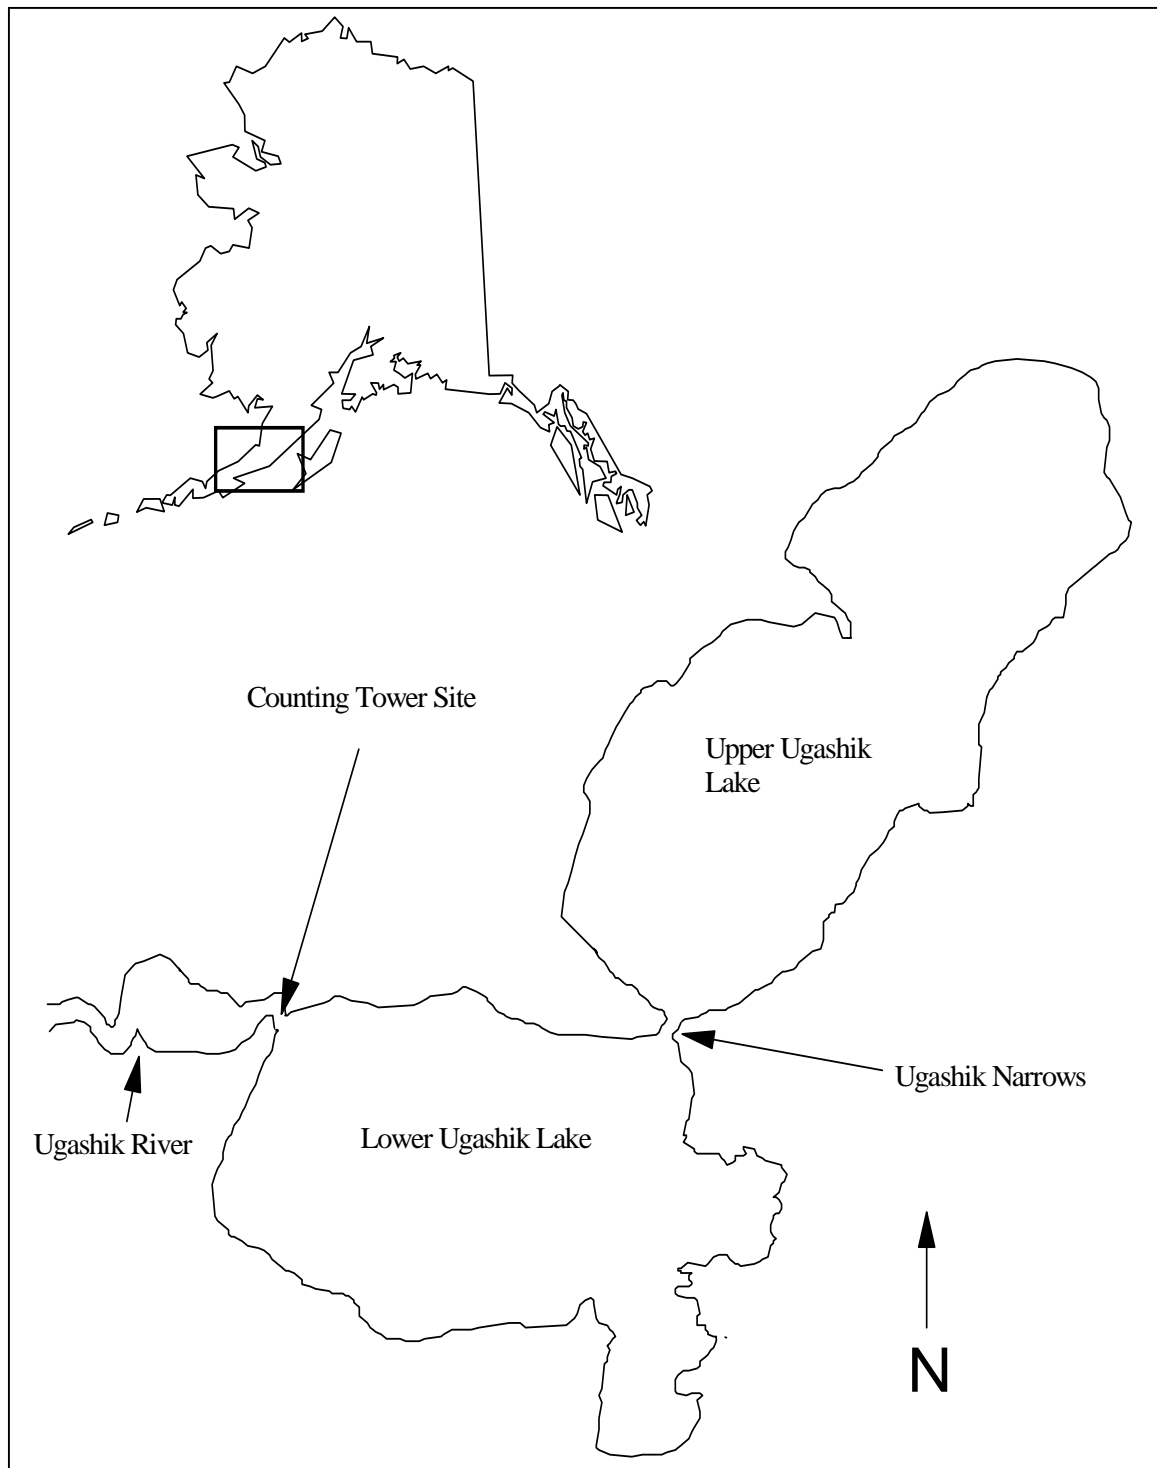 Counting Tower Site
Upper Ugashik
Lake
Ugashik Narrows
Ugashik River
Lower Ugashik Lake
N